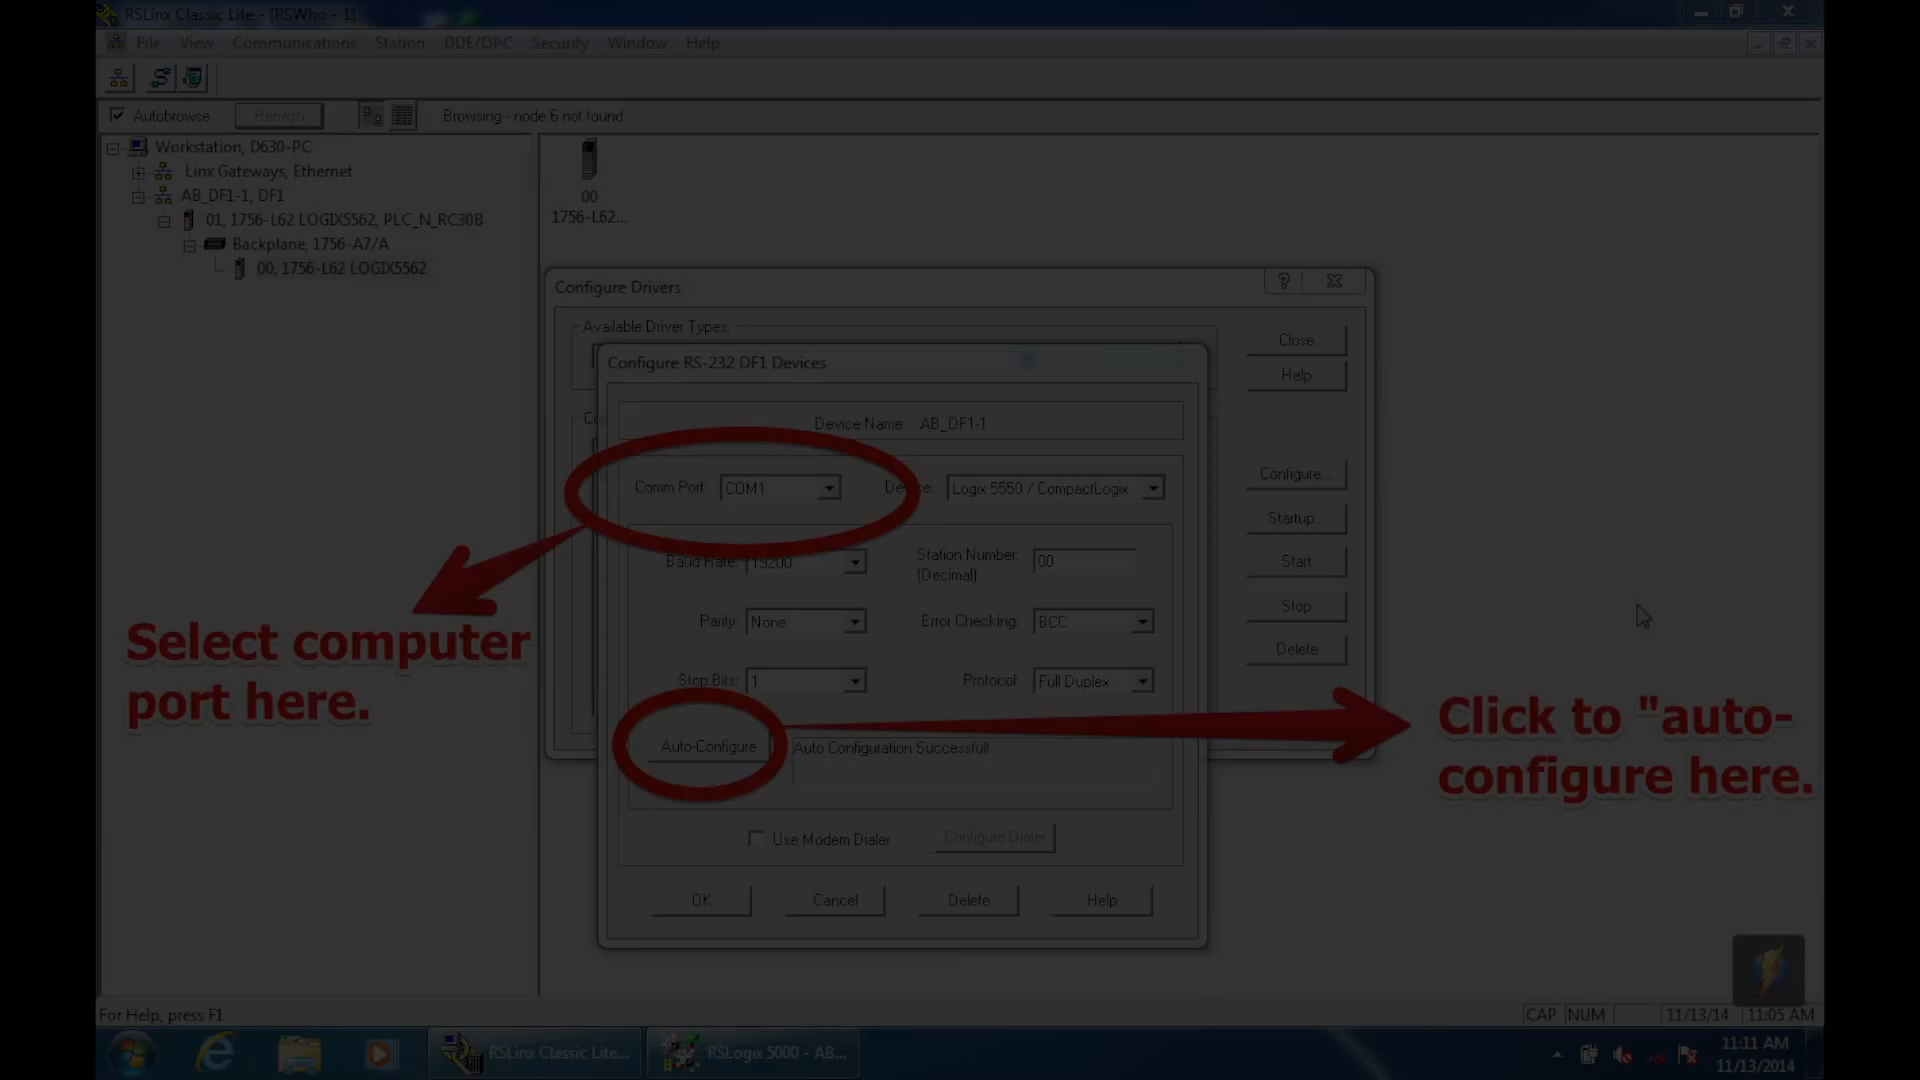 RSLinx Classic Lite - [RSWho - 1]
File View Communications Station DDE/OPC Security Window Help
Autobrowse Refresh Browsing - node 6 not found
Workstation, D630-PC
Linx Gateways, Ethernet
AB_DF1-1, DF1
01, 1756-L62 LOGIX5562, PLC_N_RC30B
Backplane, 1756-A7/A
00, 1756-L62 LOGIX5562
00
1756-L62...
Configure Drivers
Available Driver Types:
Close
Help
Configure...
Startup...
Start
Stop
Delete
Configure RS-232 DF1 Devices
Device Name: AB_DF1-1
Comm Port: COM1
Logix 5550 / CompactLogix
Baud Rate: 19200
Station Number: 00
(Decimal)
Parity: None
Error Checking: BCC
Stop Bits: 1
Protocol: Full Duplex
Auto-Configure
Auto Configuration Successful!
Use Modem Dialer Configure Dialer
OK Cancel Delete Help
Select computer
port here.
Click to "auto-
configure here.
For Help, press F1
CAP NUM 11/13/14 11:05 AM
RSLinx Classic Lite...
RSLogix 5000 - AB...
11:11 AM
11/13/2014